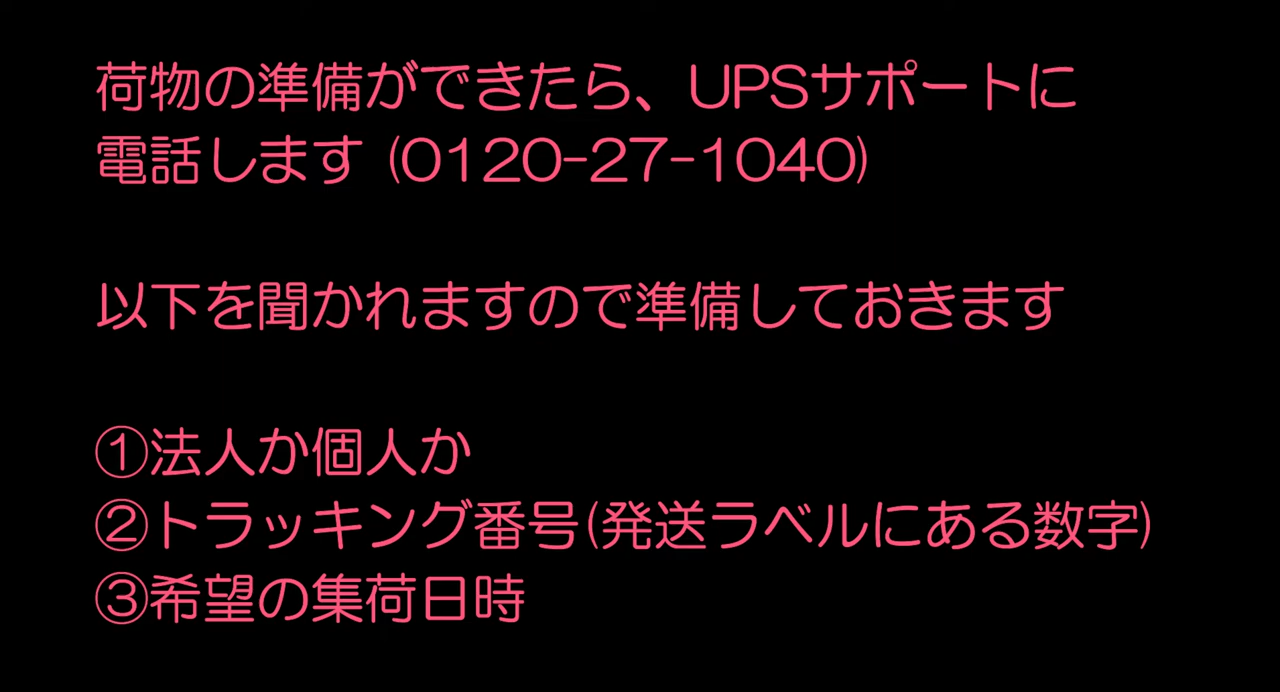 荷物の準備ができたら、UPSサポートに
電話します (0120-27-1040)
以下を聞かれますので準備しておきます
①法人か個人か
②トラッキング番号(発送ラベルにある数字)
③希望の集荷日時